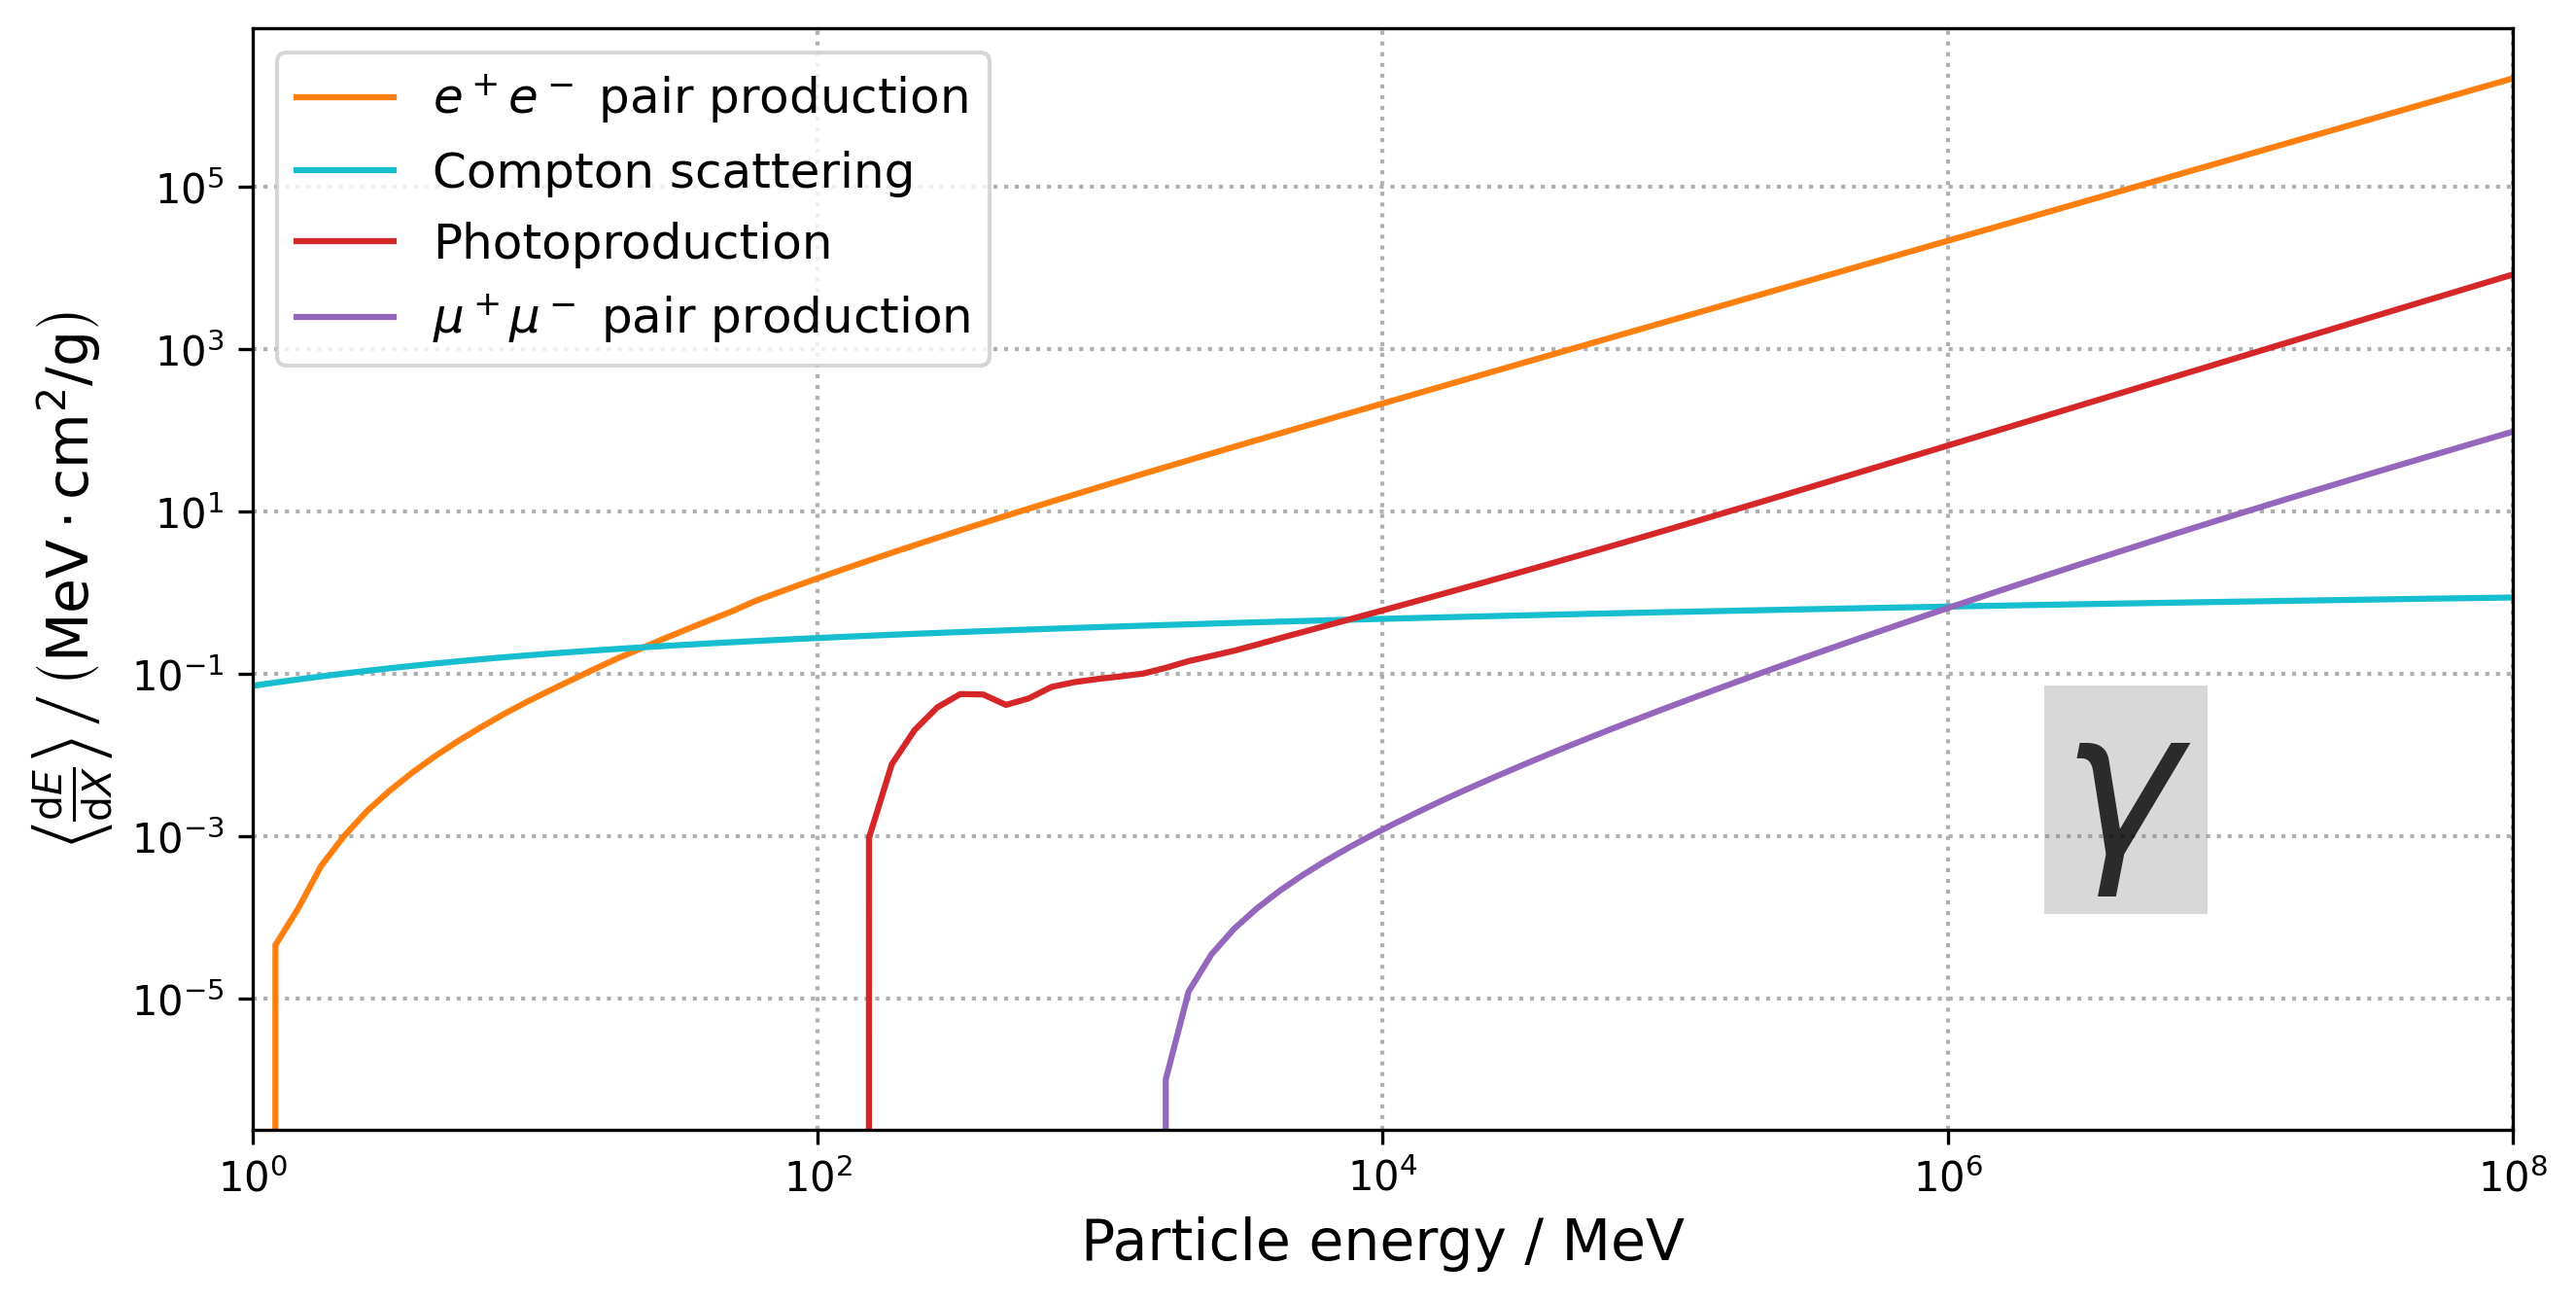 e⁺e⁻ pair production
Compton scattering
Photoproduction
μ⁺μ⁻ pair production
10⁵
10³
10¹
10⁻¹
10⁻³
10⁻⁵
⟨dE/dX⟩ / (MeV · cm²/g)
γ
10⁰ 10² 10⁴ 10⁶ 10⁸
Particle energy / MeV